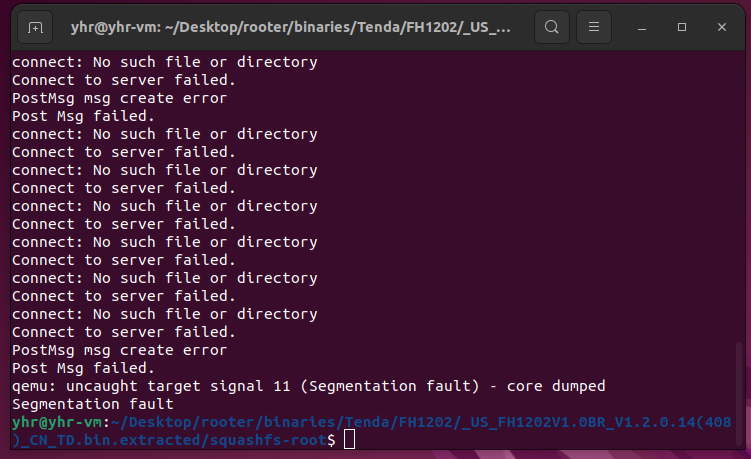 yhr@yhr-vm: ~/Desktop/rooter/binaries/Tenda/FH1202/_US_...
connect: No such file or directory
Connect to server failed.
PostMsg msg create error
Post Msg failed.
connect: No such file or directory
Connect to server failed.
connect: No such file or directory
Connect to server failed.
connect: No such file or directory
Connect to server failed.
connect: No such file or directory
Connect to server failed.
connect: No such file or directory
Connect to server failed.
connect: No such file or directory
Connect to server failed.
PostMsg msg create error
Post Msg failed.
qemu: uncaught target signal 11 (Segmentation fault) - core dumped
Segmentation fault
yhr@yhr-vm:~/Desktop/rooter/binaries/Tenda/FH1202/_US_FH1202V1.0BR_V1.2.0.14(408
)_CN_TD.bin.extracted/squashfs-root$